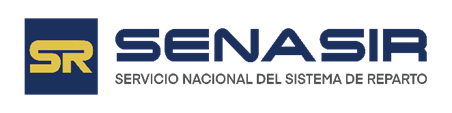 SR
SENASIR
SERVICIO NACIONAL DEL SISTEMA DE REPARTO